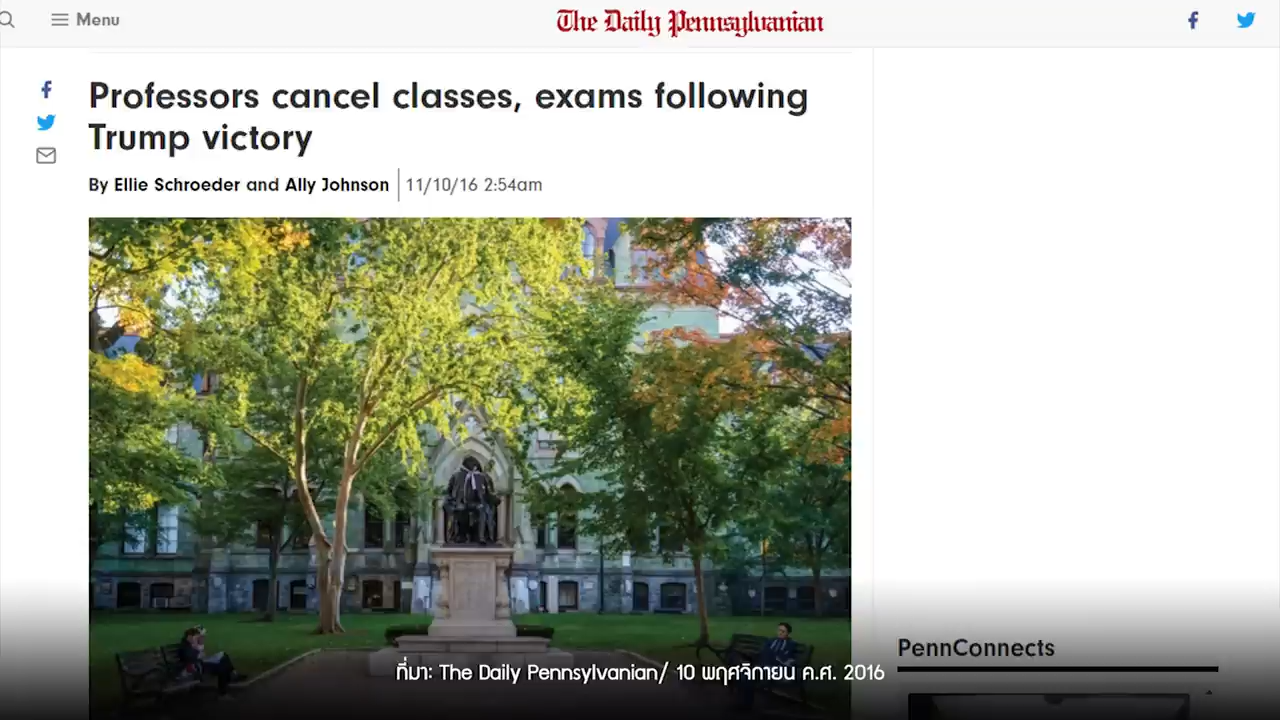 Menu
The Daily Pennsylvanian
Professors cancel classes, exams following
Trump victory
By Ellie Schroeder and Ally Johnson 11/10/16 2:54am
PennConnects
ที่มา: The Daily Pennsylvanian/ 10 พฤศจิกายน ค.ศ. 2016